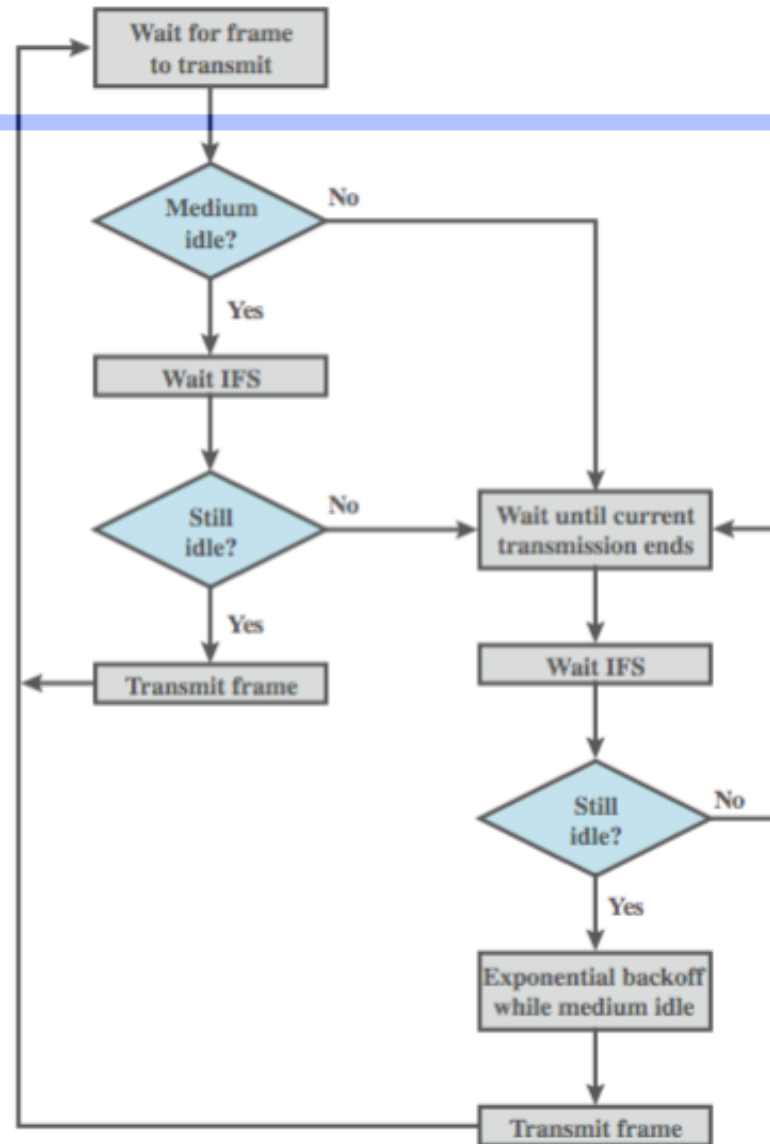 Wait for frame
to transmit
Medium
idle?
No
Yes
Wait IFS
Still
idle?
No
Yes
Transmit frame
Wait until current
transmission ends
Wait IFS
Still
idle?
No
Yes
Exponential backoff
while medium idle
Transmit frame